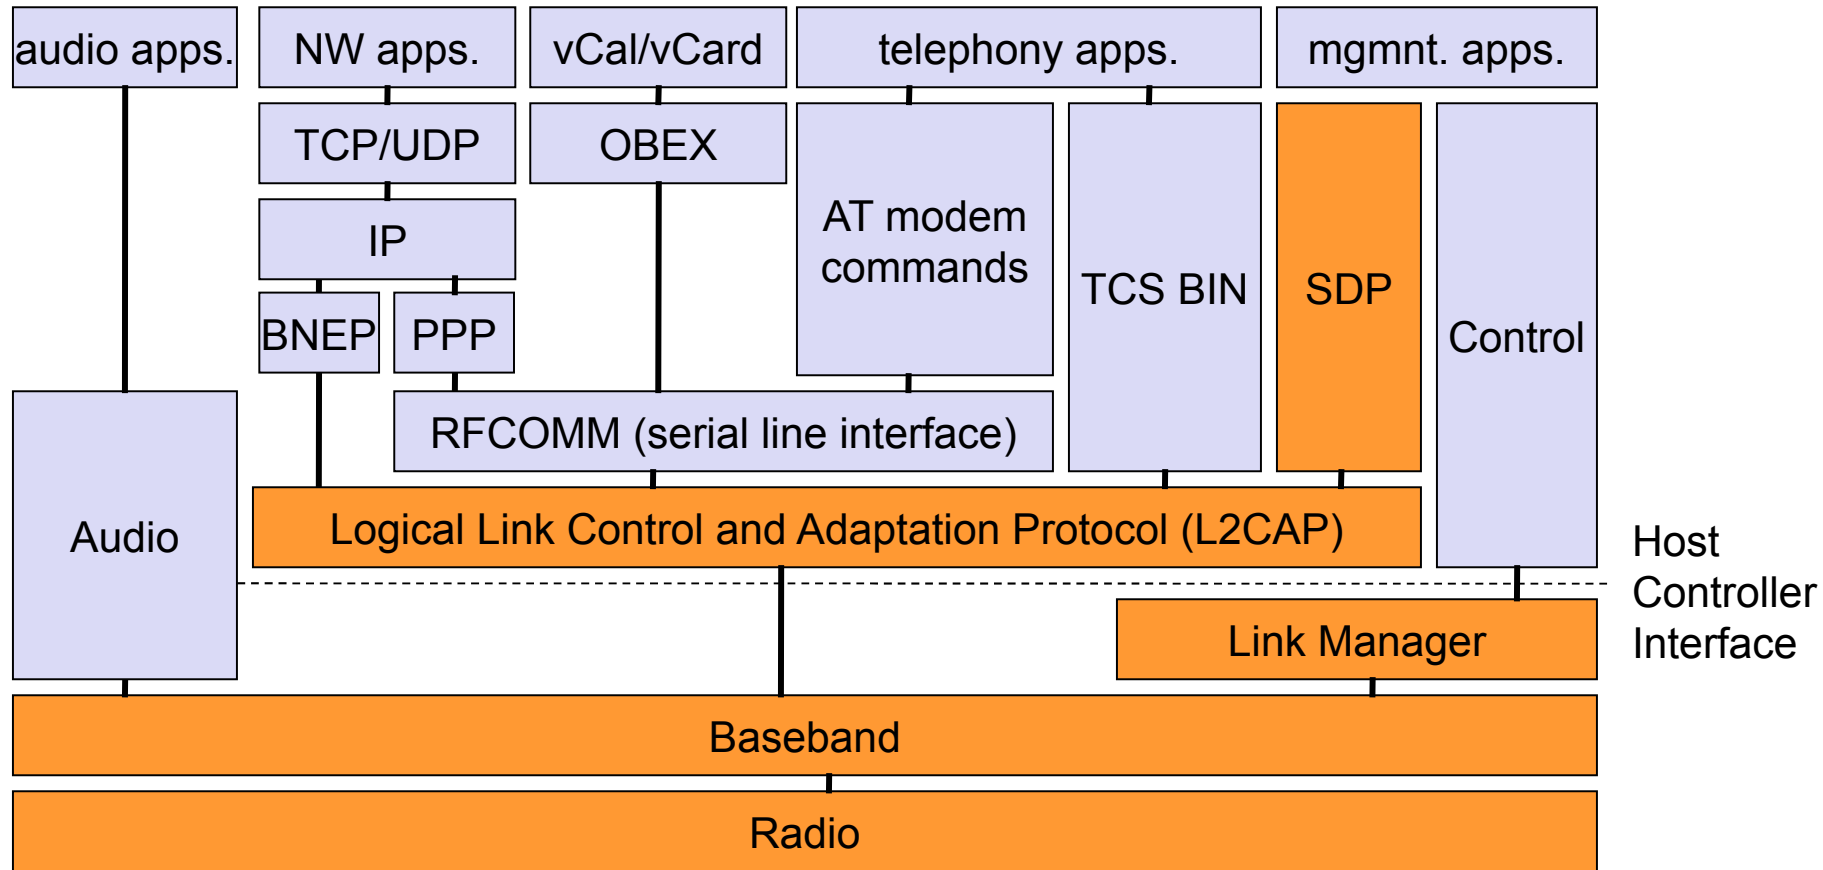 audio apps.
NW apps.
vCal/vCard
telephony apps.
mgmnt. apps.
TCP/UDP
OBEX
AT modem
commands
TCS BIN
SDP
Control
IP
BNEP
PPP
RFCOMM (serial line interface)
Audio
Logical Link Control and Adaptation Protocol (L2CAP)
Host
Controller
Interface
Link Manager
Baseband
Radio